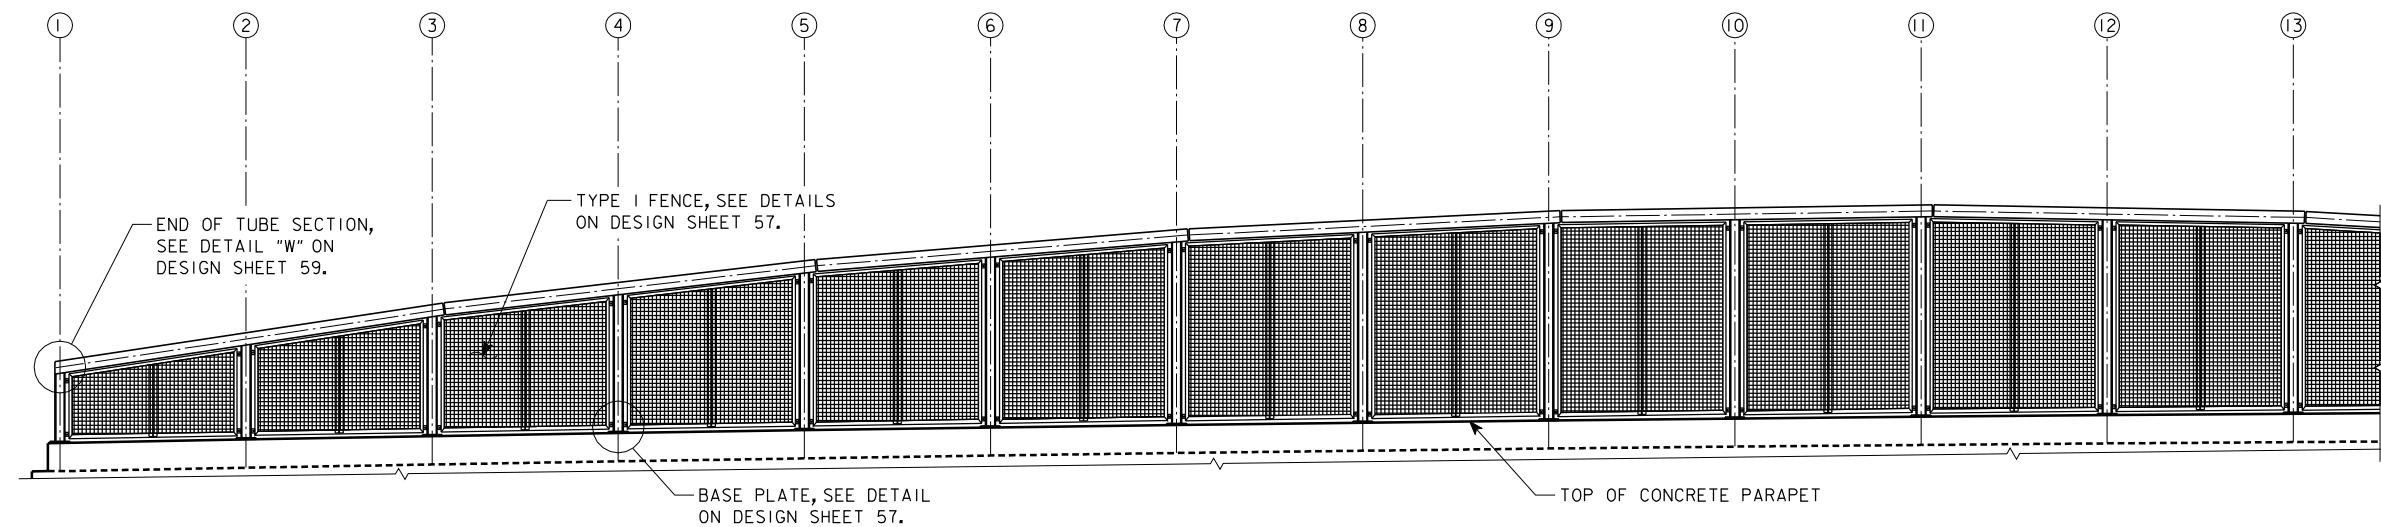 1 2 3 4 5 6 7 8 9 10 11 12 13
TYPE 1 FENCE, SEE DETAILS
ON DESIGN SHEET 57.
END OF TUBE SECTION,
SEE DETAIL "W" ON
DESIGN SHEET 59.
BASE PLATE, SEE DETAIL
ON DESIGN SHEET 57.
TOP OF CONCRETE PARAPET